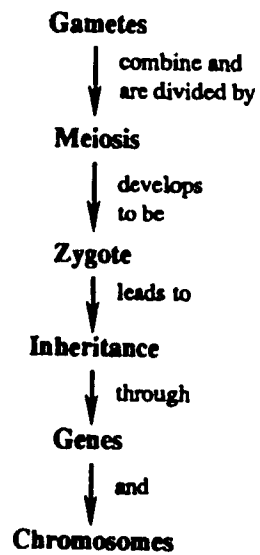 Gametes
combine and
are divided by
Meiosis
develops
to be
Zygote
leads to
Inheritance
through
Genes
and
Chromosomes